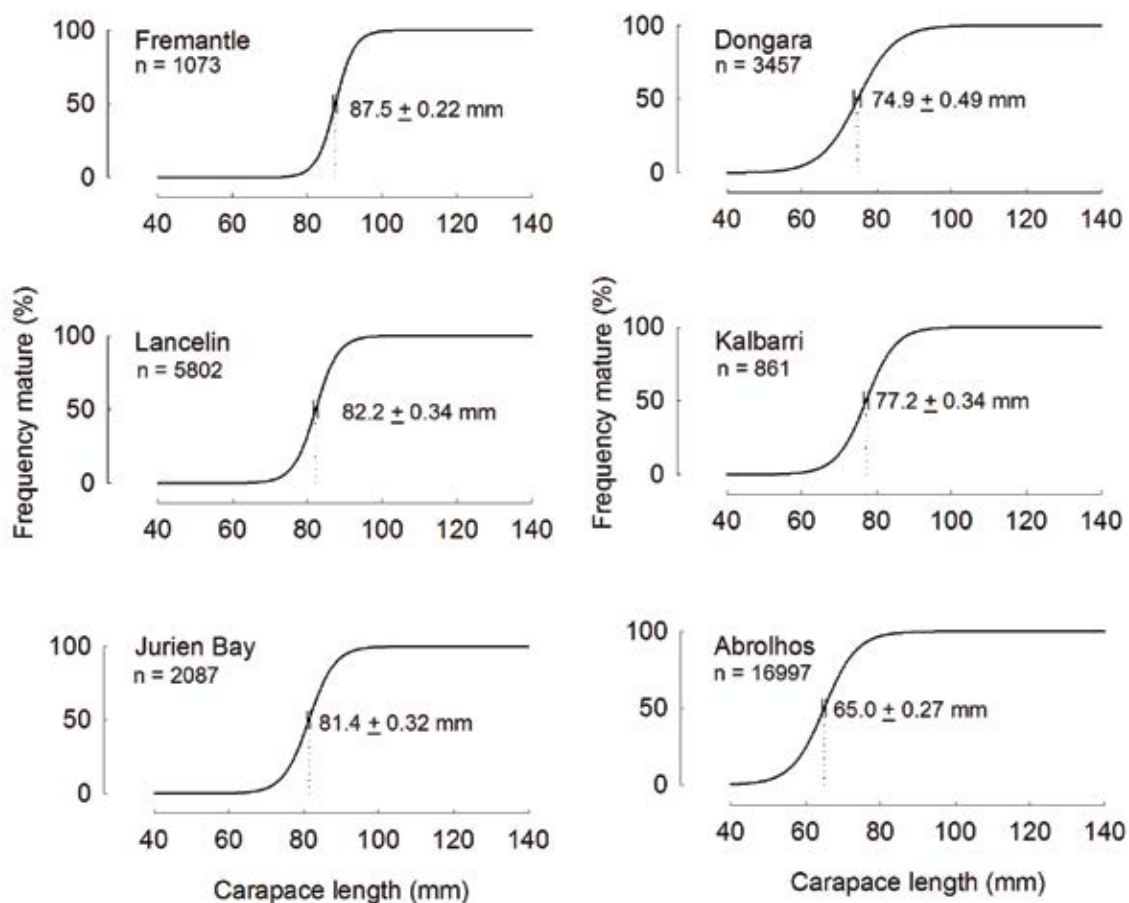 100
Fremantle
n = 1073
50
87.5 ± 0.22 mm
0
40 60 80 100 120 140
100
Lancelin
n = 5802
50
82.2 ± 0.34 mm
0
40 60 80 100 120 140
100
Jurien Bay
n = 2087
50
81.4 ± 0.32 mm
0
40 60 80 100 120 140
Frequency mature (%)
Carapace length (mm)
100
Dongara
n = 3457
50
74.9 ± 0.49 mm
0
40 60 80 100 120 140
100
Kalbarri
n = 861
50
77.2 ± 0.34 mm
0
40 60 80 100 120 140
100
Abrolhos
n = 16997
50
65.0 ± 0.27 mm
0
40 60 80 100 120 140
Frequency mature (%)
Carapace length (mm)